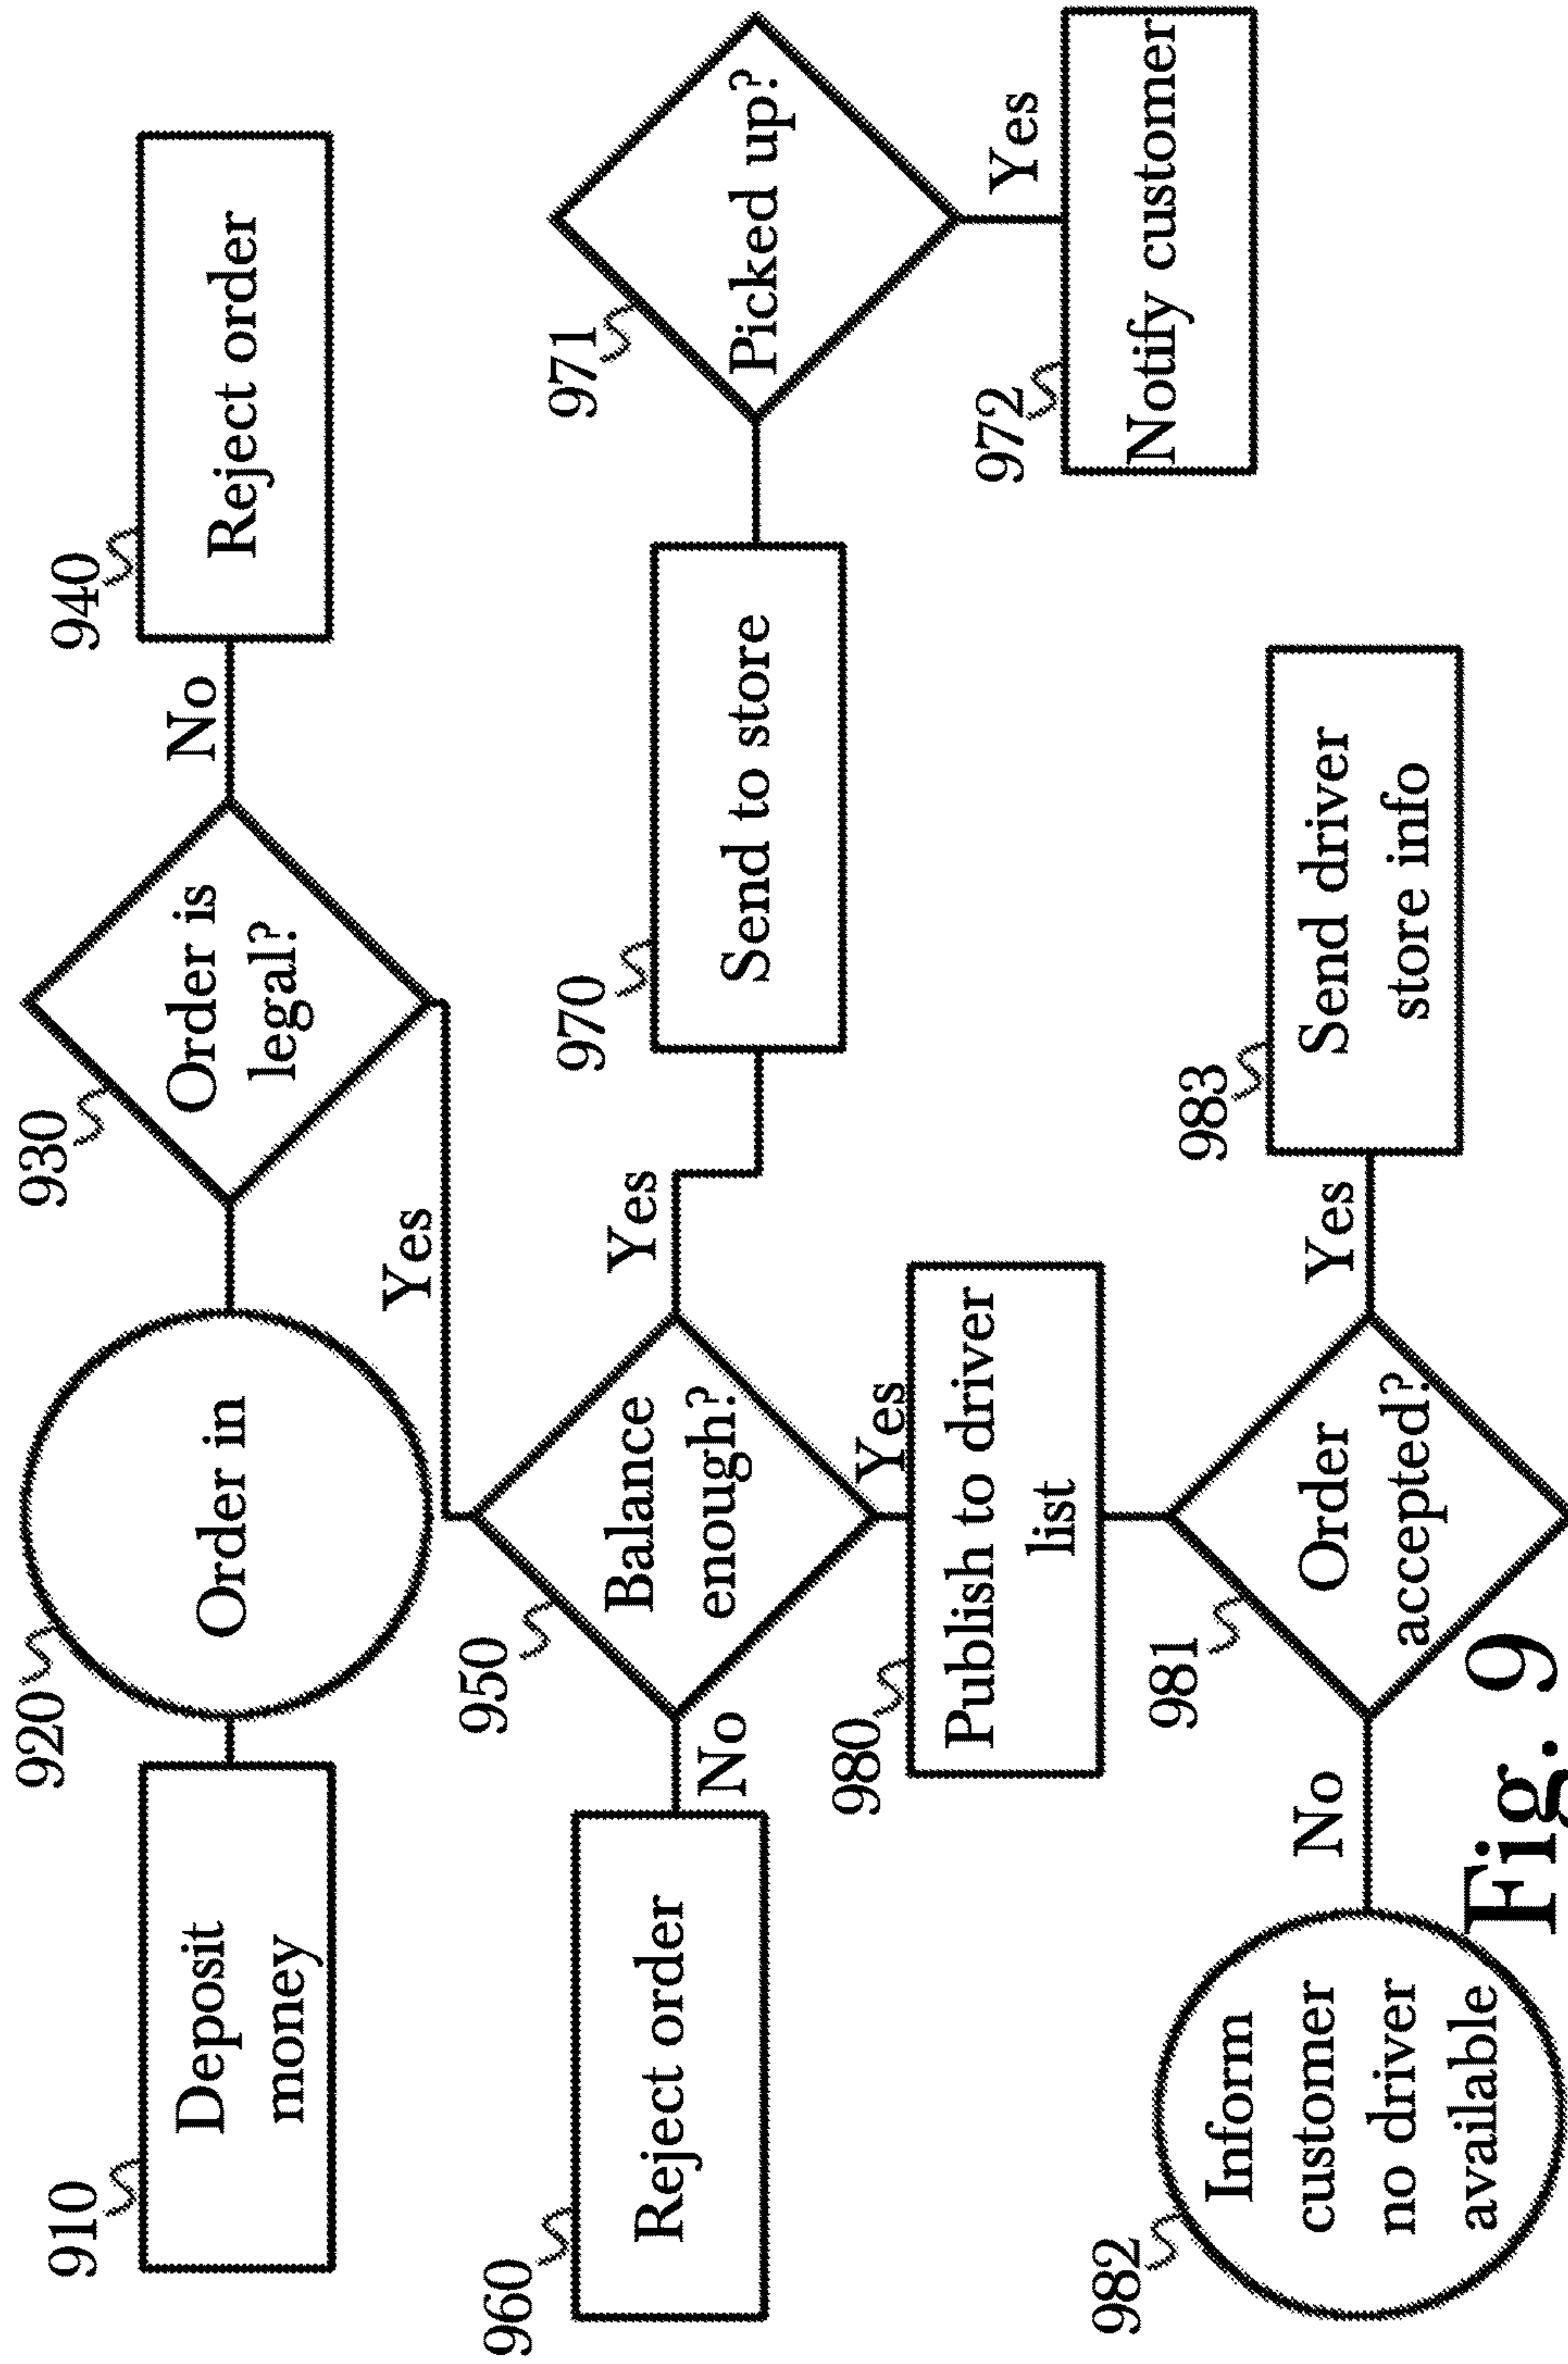 910
Deposit
money
920
Order in
930
Order is
legal?
No
940
Reject order
Yes
950
Balance
enough?
No
960
Reject order
Yes
970
Send to store
971
Picked up?
Yes
972
Notify customer
Yes
980
Publish to driver
list
981
Order
accepted?
No
982
Inform
customer
no driver
available
Yes
983
Send driver
store info
Fig. 9